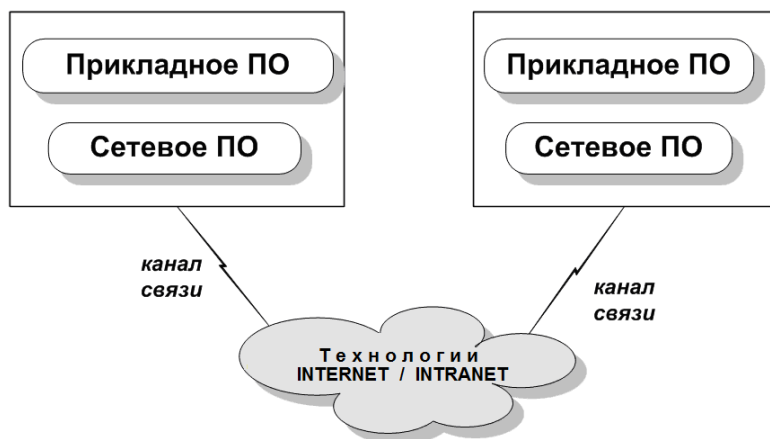 Прикладное ПО
Сетевое ПО
Прикладное ПО
Сетевое ПО
канал
связи
канал
связи
Технологии
INTERNET / INTRANET